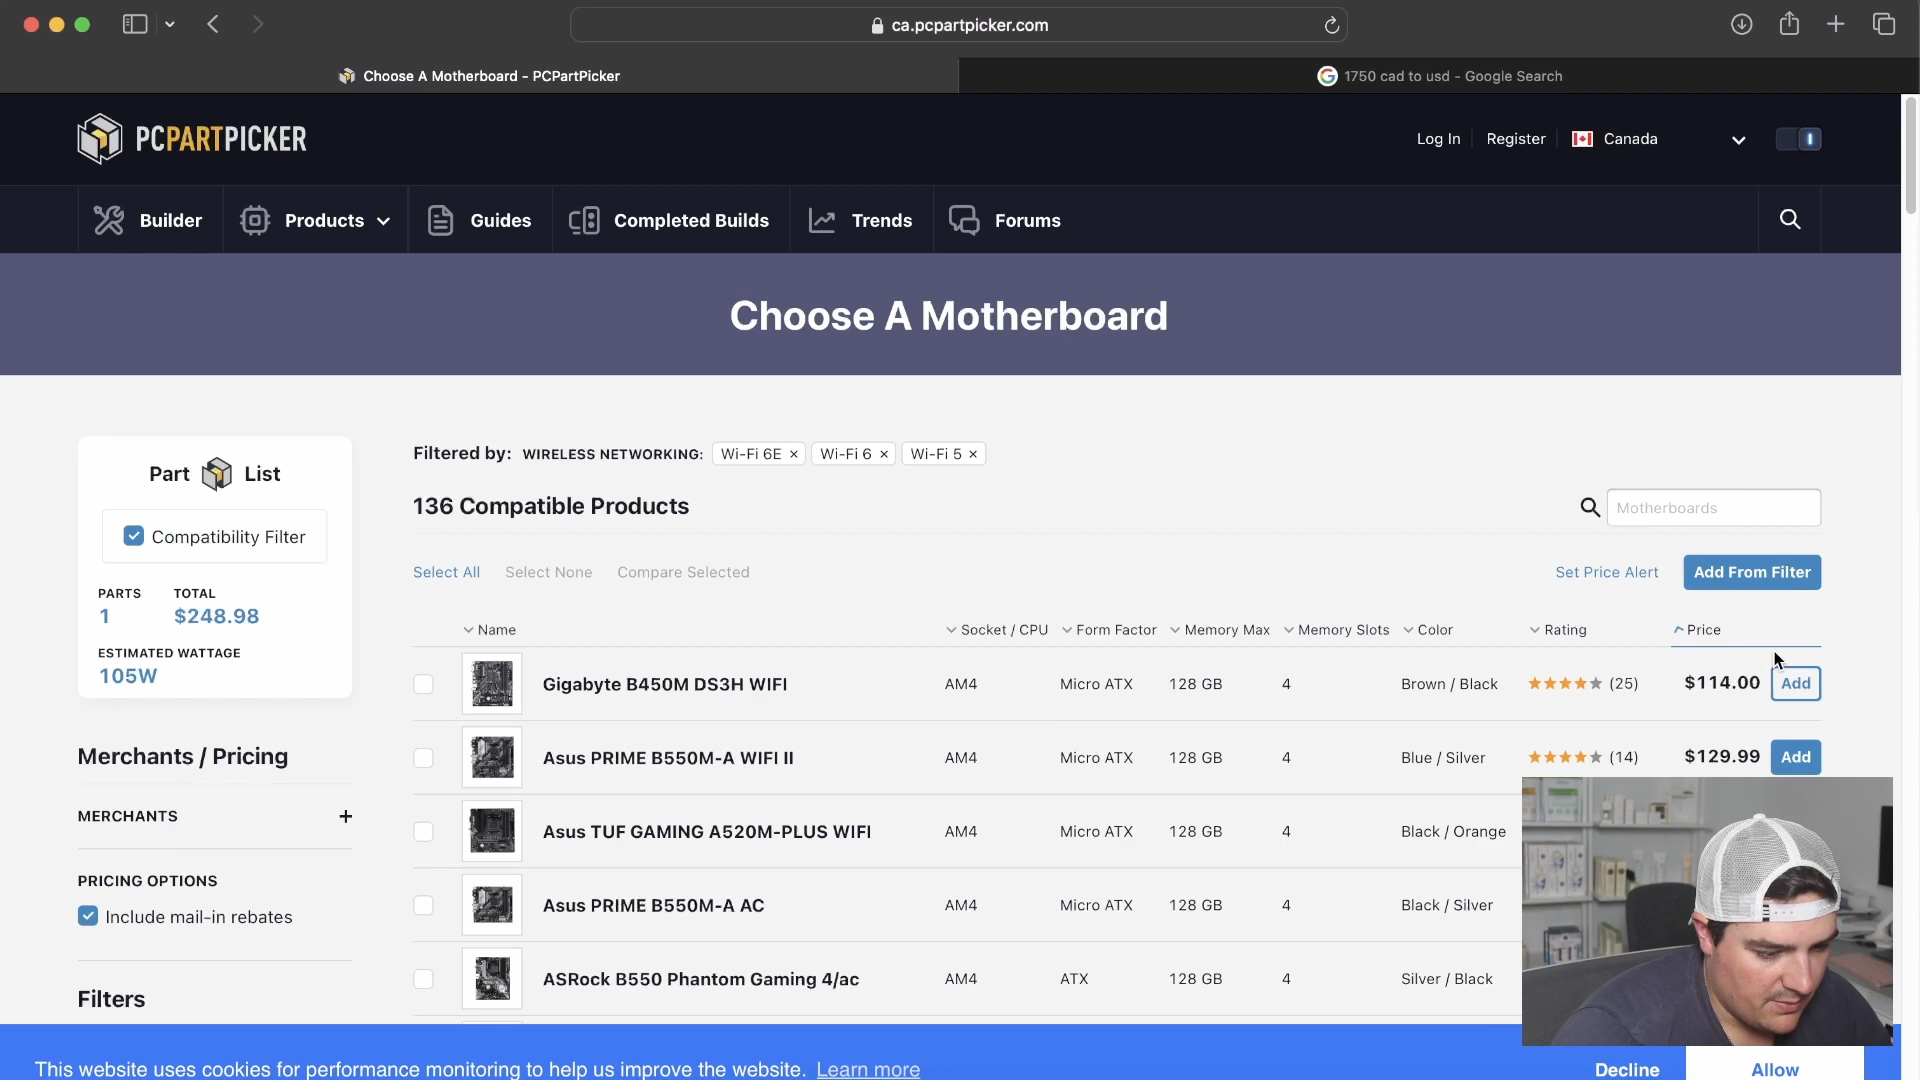 ca.pcpartpicker.com
Choose A Motherboard - PCPartPicker
1750 cad to usd - Google Search
PCPARTPICKER
Log In
Register
Canada
Builder
Products
Guides
Completed Builds
Trends
Forums
Choose A Motherboard
Part List
Compatibility Filter
PARTS TOTAL
1 $248.98
ESTIMATED WATTAGE
105W
Merchants / Pricing
MERCHANTS +
PRICING OPTIONS
Include mail-in rebates
Filters
Filtered by: WIRELESS NETWORKING: Wi-Fi 6E × Wi-Fi 6 × Wi-Fi 5 ×
136 Compatible Products
Motherboards
Select All Select None Compare Selected
Set Price Alert Add From Filter
Name Socket / CPU Form Factor Memory Max Memory Slots Color Rating Price
Gigabyte B450M DS3H WIFI AM4 Micro ATX 128 GB 4 Brown / Black (25) $114.00 Add
Asus PRIME B550M-A WIFI II AM4 Micro ATX 128 GB 4 Blue / Silver (14) $129.99 Add
Asus TUF GAMING A520M-PLUS WIFI AM4 Micro ATX 128 GB 4 Black / Orange
Asus PRIME B550M-A AC AM4 Micro ATX 128 GB 4 Black / Silver
ASRock B550 Phantom Gaming 4/ac AM4 ATX 128 GB 4 Silver / Black
This website uses cookies for performance monitoring to help us improve the website. Learn more
Decline
Allow